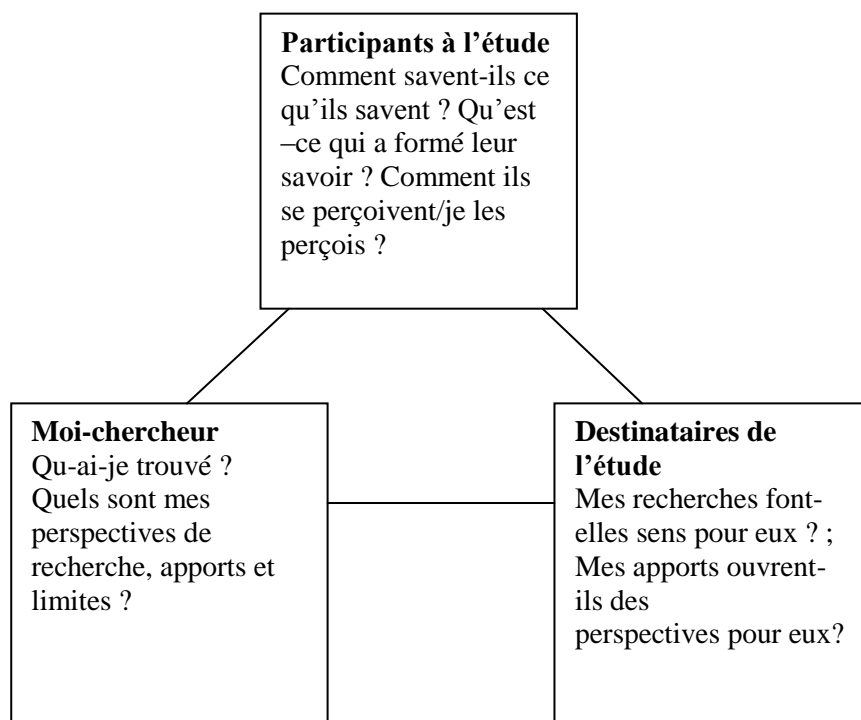 Participants à l’étude
Comment savent-ils ce
qu’ils savent ? Qu’est
–ce qui a formé leur
savoir ? Comment ils
se perçoivent/je les
perçois ?
Moi-chercheur
Qu-ai-je trouvé ?
Quels sont mes
perspectives de
recherche, apports et
limites ?
Destinataires de
l’étude
Mes recherches font-
elles sens pour eux ? ;
Mes apports ouvrent-
ils des
perspectives pour eux?